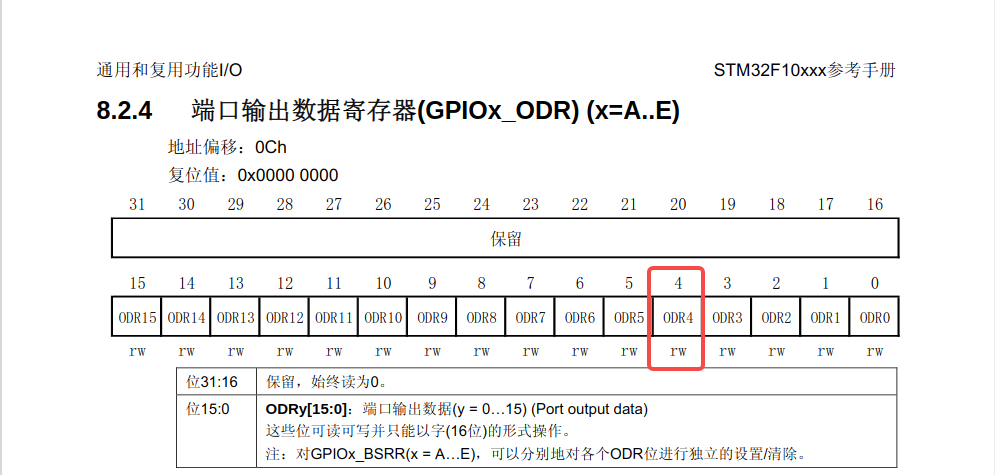 通用和复用功能I/O STM32F10xxx参考手册
8.2.4 端口输出数据寄存器(GPIOx_ODR) (x=A..E)
地址偏移：0Ch
复位值：0x0000 0000
31 30 29 28 27 26 25 24 23 22 21 20 19 18 17 16
保留
15 14 13 12 11 10 9 8 7 6 5 4 3 2 1 0
ODR15 ODR14 ODR13 ODR12 ODR11 ODR10 ODR9 ODR8 ODR7 ODR6 ODR5 ODR4 ODR3 ODR2 ODR1 ODR0
rw rw rw rw rw rw rw rw rw rw rw rw rw rw rw rw
位31:16 保留，始终读为0。
位15:0 ODRy[15:0]：端口输出数据(y = 0…15) (Port output data)
这些位可读可写并只能以字(16位)的形式操作。
注：对GPIOx_BSRR(x = A…E)，可以分别地对各个ODR位进行独立的设置/清除。